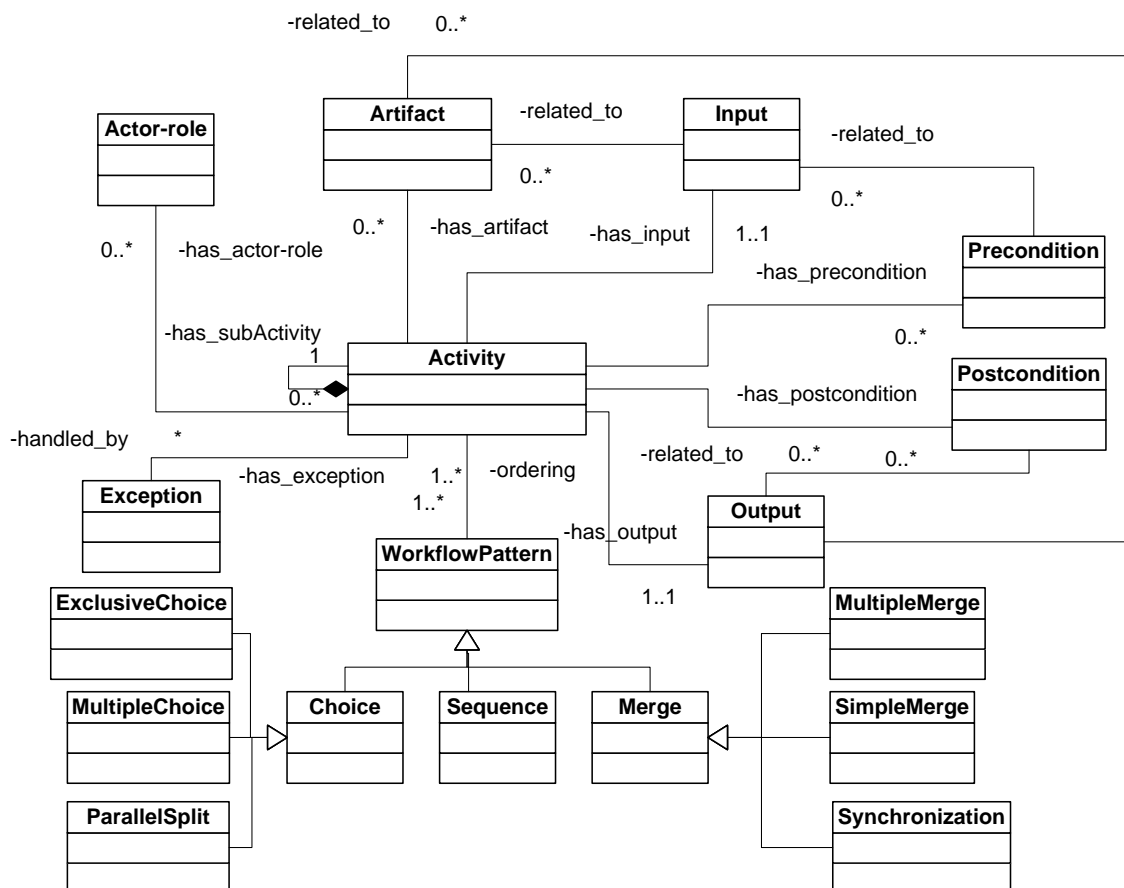 -related_to 0..*
Artifact
-related_to
0..*
Input
-related_to
0..*
Actor-role
0..*
-has_actor-role
0..*
-has_artifact
-has_input
1..1
Precondition
-has_precondition
0..*
-has_subActivity
1
0..*
Activity
Postcondition
-has_postcondition
0..*
-handled_by *
-has_exception
Exception
1..*
1..*
-ordering
-related_to
0..*
Output
-has_output
1..1
WorkflowPattern
ExclusiveChoice
MultipleMerge
MultipleChoice
Choice
Sequence
Merge
SimpleMerge
ParallelSplit
Synchronization